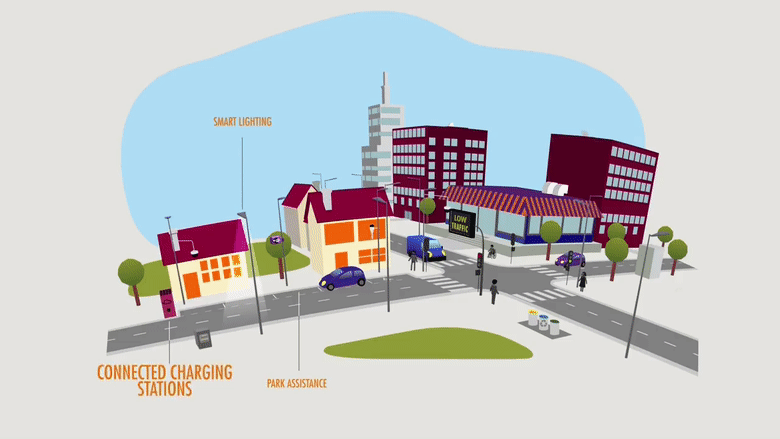 SMART LIGHTING
LOW
TRAFFIC
CONNECTED CHARGING
STATIONS
PARK ASSISTANCE